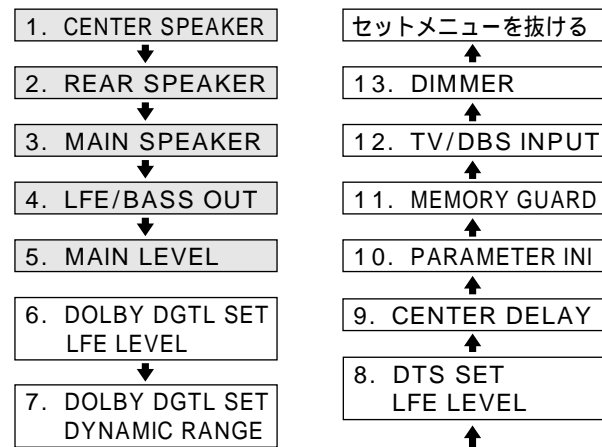 1. CENTER SPEAKER
2. REAR SPEAKER
3. MAIN SPEAKER
4. LFE/BASS OUT
5. MAIN LEVEL
6. DOLBY DGTL SET
LFE LEVEL
7. DOLBY DGTL SET
DYNAMIC RANGE
8. DTS SET
LFE LEVEL
9. CENTER DELAY
10. PARAMETER INI
11. MEMORY GUARD
12. TV/DBS INPUT
13. DIMMER
セットメニューを抜ける